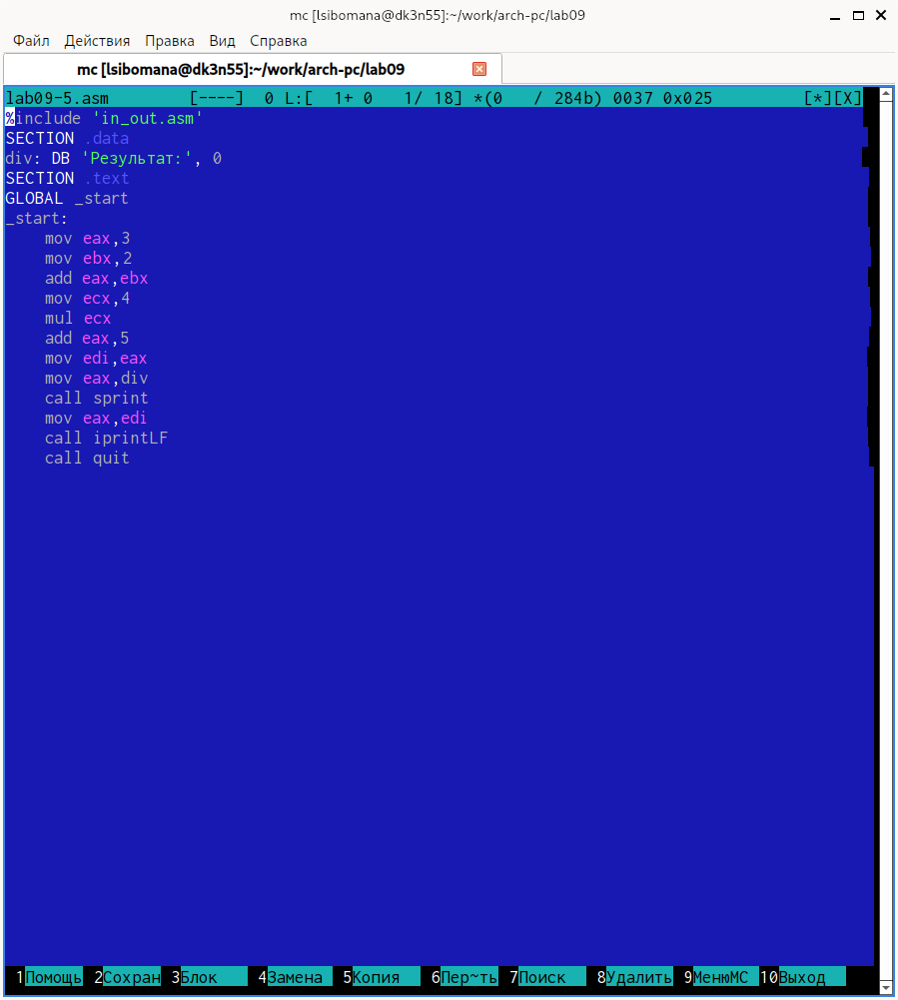 mc [lsibomana@dk3n55]:~/work/arch-pc/lab09
Файл Действия Правка Вид Справка
mc [lsibomana@dk3n55]:~/work/arch-pc/lab09
lab09-5.asm [----] 0 L:[ 1+ 0 1/ 18] *(0 / 284b) 0037 0x025 [*][X]
%include 'in_out.asm'
SECTION .data
div: DB 'Результат:', 0
SECTION .text
GLOBAL _start
_start:
mov eax,3
mov ebx,2
add eax,ebx
mov ecx,4
mul ecx
add eax,5
mov edi,eax
mov eax,div
call sprint
mov eax,edi
call iprintLF
call quit
1Помощь 2Сохран 3Блок 4Замена 5Копия 6Пер~ть 7Поиск 8Удалить 9МенюMC 10Выход